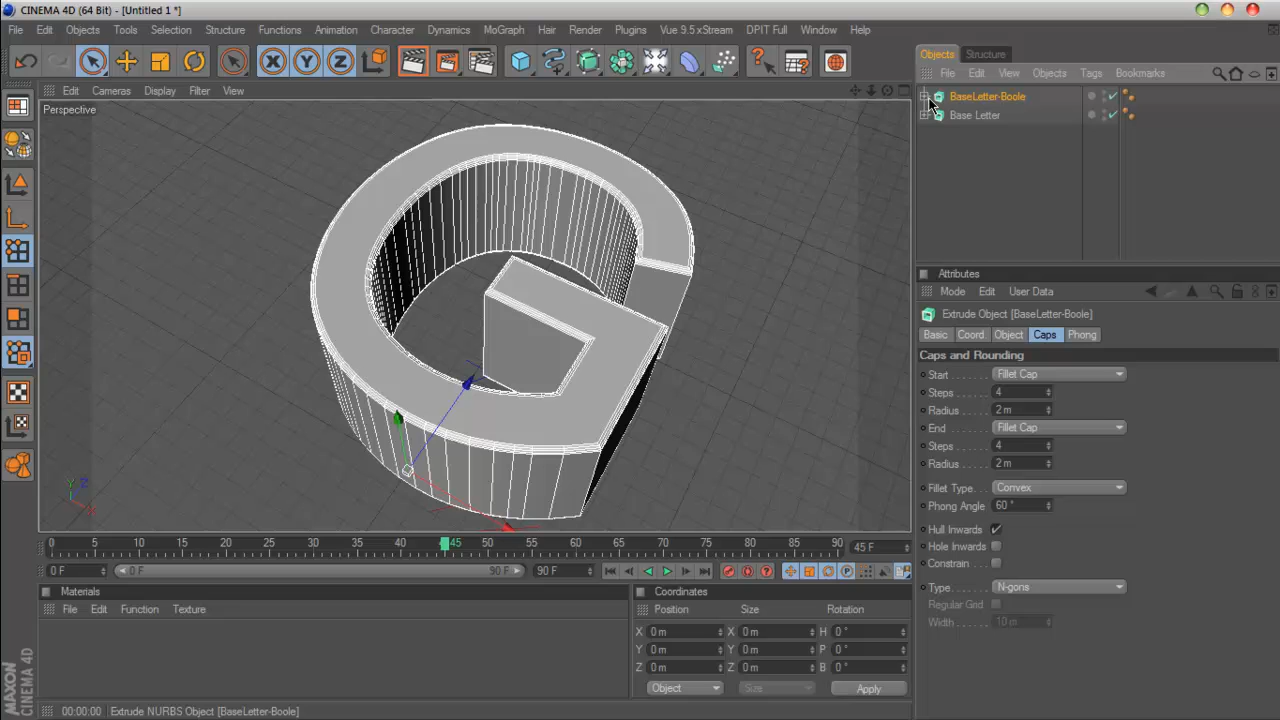 CINEMA 4D (64 Bit) - [Untitled 1 *]
File Edit Objects Tools Selection Structure Functions Animation Character Dynamics MoGraph Hair Render Plugins Vue 9.5 xStream DPIT Full Window Help
Objects Structure
File Edit View Objects Tags Bookmarks
Edit Cameras Display Filter View
BaseLetter-Boole
Base Letter
Perspective
Y Z
X
Attributes
Mode Edit User Data
Extrude Object [BaseLetter-Boole]
Basic Coord. Object Caps Phong
Caps and Rounding
Start Fillet Cap
Steps 4
Radius 2 m
End Fillet Cap
Steps 4
Radius 2 m
Fillet Type Convex
Phong Angle 60 °
Hull Inwards
Hole Inwards
Constrain
Type N-gons
Regular Grid
Width 10 m
0 5 10 15 20 25 30 35 40 45 50 55 60 65 70 75 80 85 90 45 F
0 F 0 F 90 F 90 F
Materials
File Edit Function Texture
Coordinates
Position Size Rotation
X 0 m X 0 m H 0 °
Y 0 m Y 0 m P 0 °
Z 0 m Z 0 m B 0 °
Object Size Apply
MAXON
CINEMA 4D
00:00:00 Extrude NURBS Object [BaseLetter-Boole]